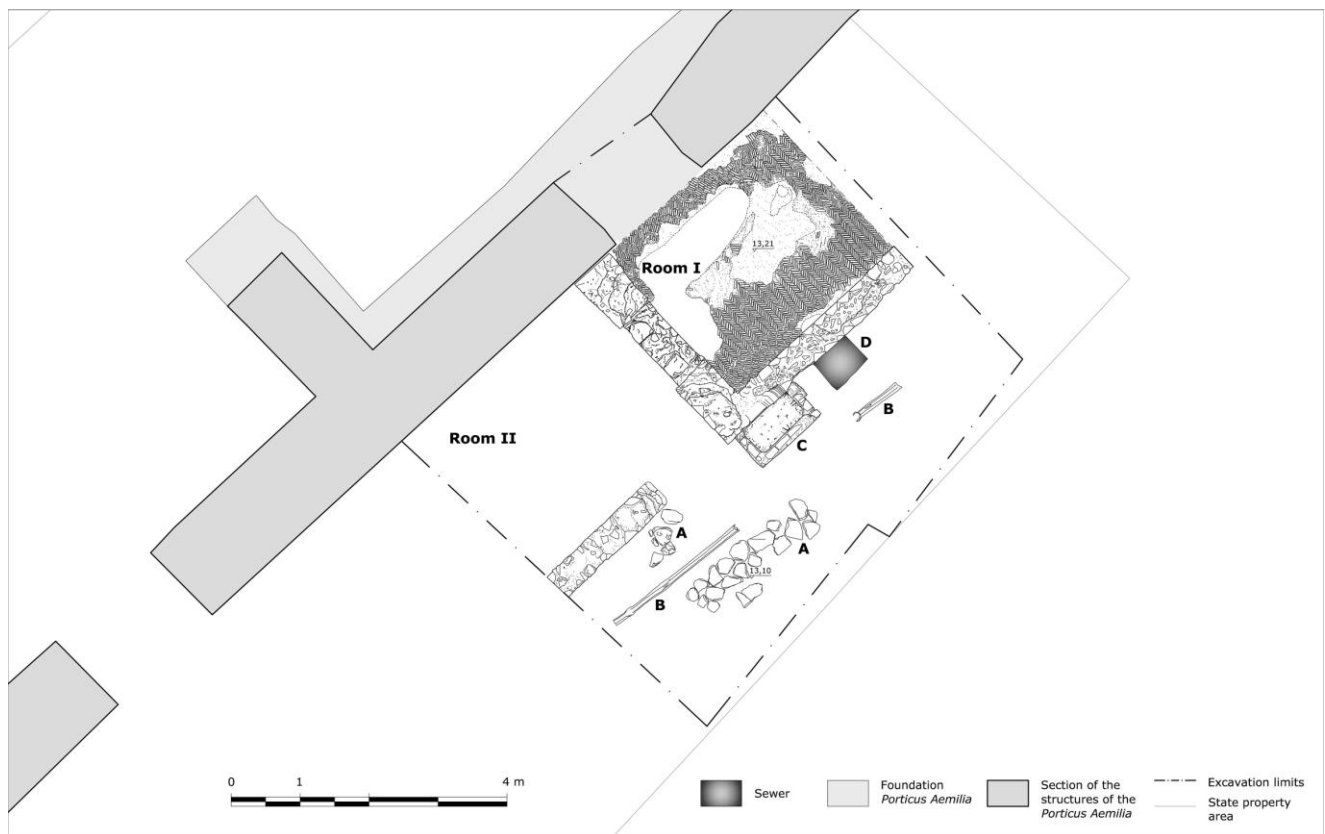 13,21
Room I
D
B
Room II
C
A
A
13,10
B
0 1 4 m
Sewer
Foundation
Porticus Aemilia
Section of the
structures of the
Porticus Aemilia
Excavation limits
State property
area